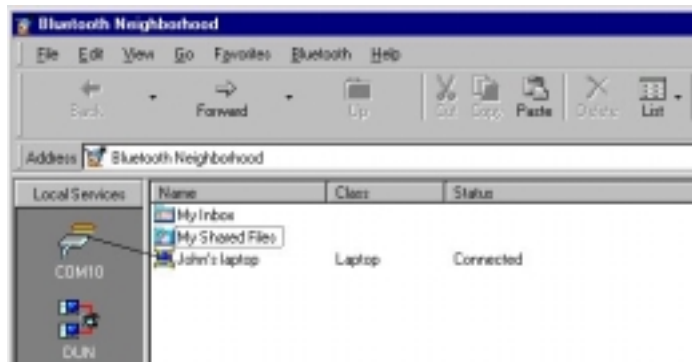 Bluetooth Neighborhood
File Edit View Go Favorites Bluetooth Help
Back Forward Up Cut Copy Paste Delete List
Address Bluetooth Neighborhood
Local Services Name Class Status
My Inbox
My Shared Files
John's laptop Laptop Connected
COM10
DUN